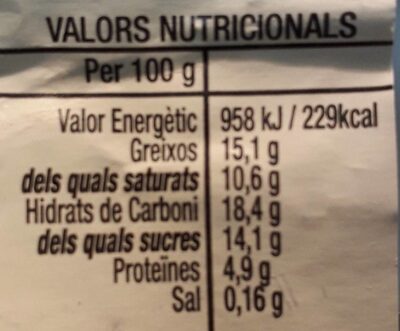 VALORS NUTRICIONALS
Per 100 g
Valor Energètic 958 kJ / 229kcal
Greixos 15,1 g
dels quals saturats 10,6 g
Hidrats de Carboni 18,4 g
dels quals sucres 14,1 g
Proteïnes 4,9 g
Sal 0,16 g